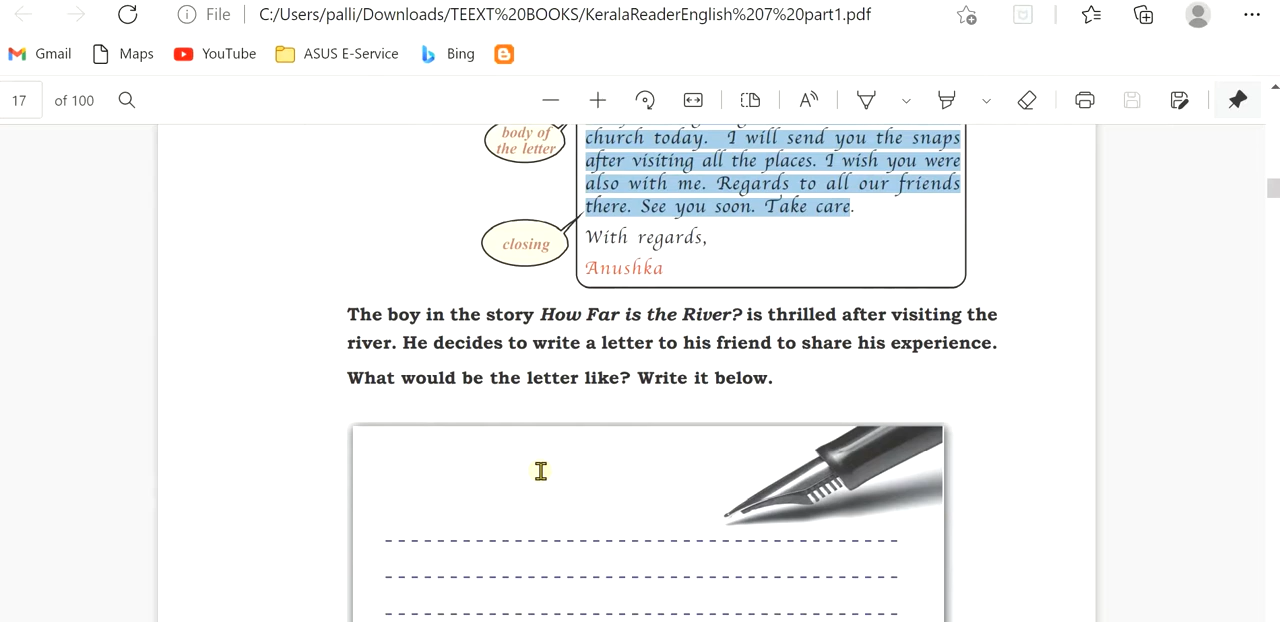 File C:/Users/palli/Downloads/TEEXT%20BOOKS/KeralaReaderEnglish%207%20part1.pdf
Gmail Maps YouTube ASUS E-Service Bing
17 of 100
body of
the letter
church today. I will send you the snaps
after visiting all the places. I wish you were
also with me. Regards to all our friends
there. See you soon. Take care.
closing
With regards,
Anushka
The boy in the story How Far is the River? is thrilled after visiting the
river. He decides to write a letter to his friend to share his experience.
What would be the letter like? Write it below.